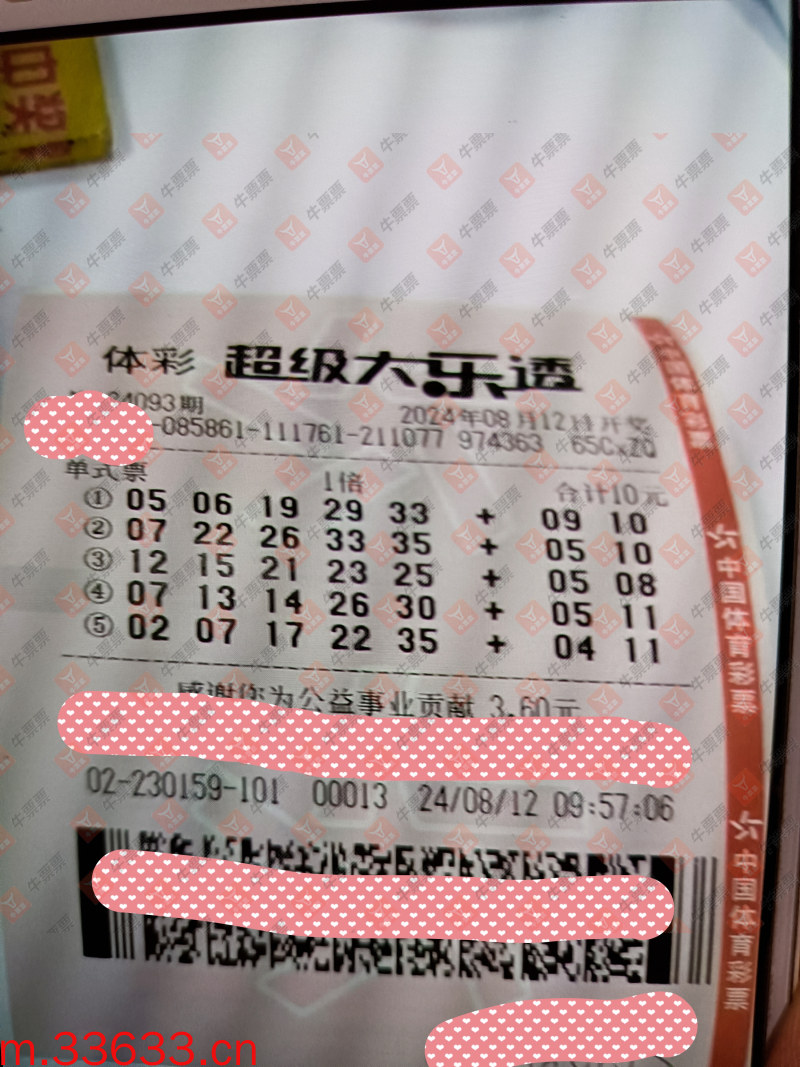 中奖
体彩 超级大乐透
24093期
2024年08月12日开奖
-085861-111761-211077 974363 65CxZQ
单式票 1倍 合计10元
① 05 06 19 29 33 + 09 10
② 07 22 26 33 35 + 05 10
③ 12 15 21 23 25 + 05 08
④ 07 13 14 26 30 + 05 11
⑤ 02 07 17 22 35 + 04 11
感谢您为公益事业贡献 3.60元
02-230159-101 00013 24/08/12 09:57:06
中国体育彩票
中国体育彩票
牛票票
m.33633.cn